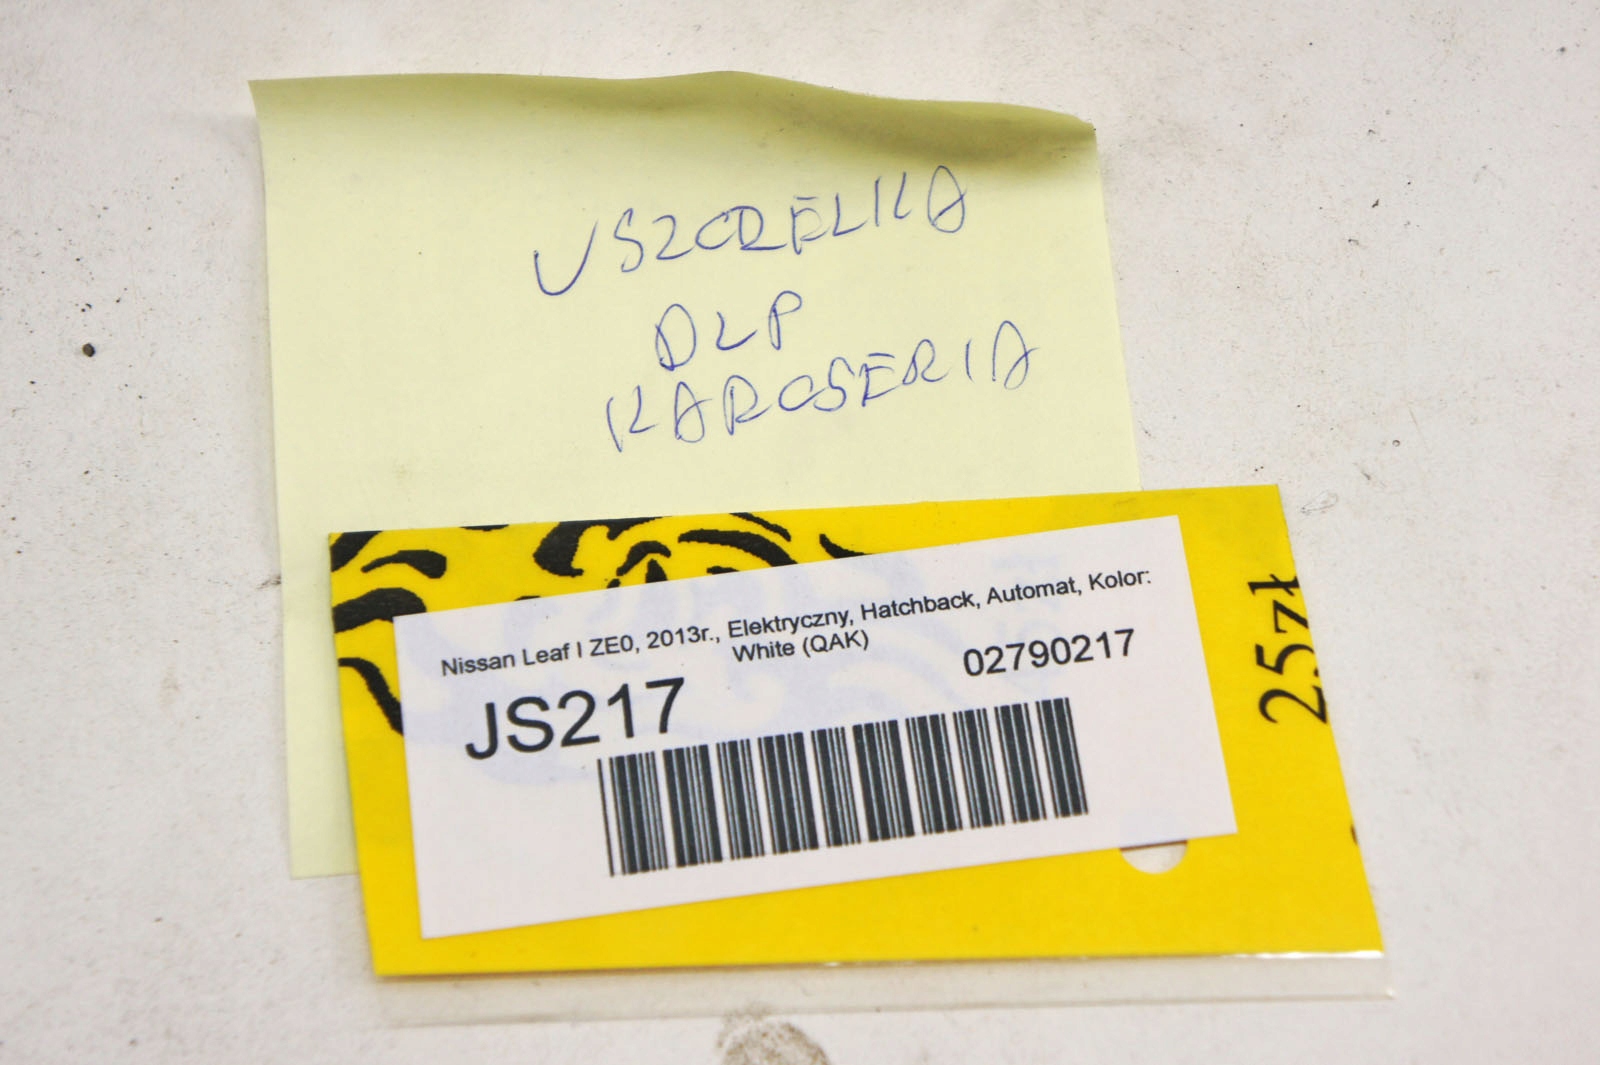 USZCZELKA
DLP
KAROSERIA
Nissan Leaf I ZE0, 2013r., Elektryczny, Hatchback, Automat, Kolor:
White (QAK)
02790217
JS217
25zł